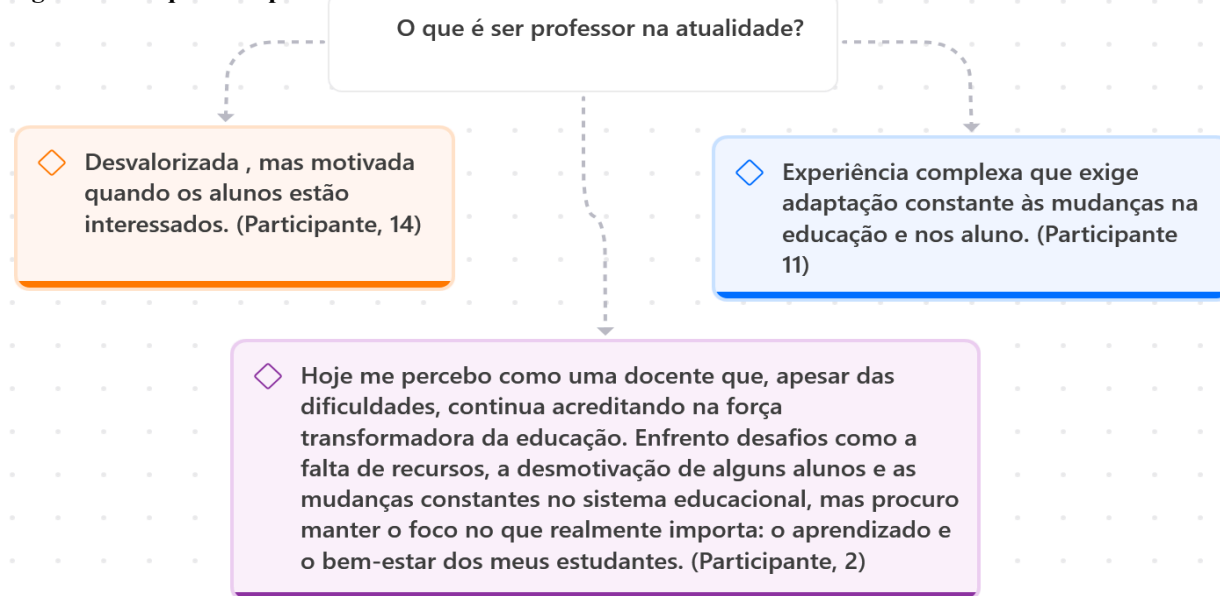 O que é ser professor na atualidade?
Desvalorizada , mas motivada
quando os alunos estão
interessados. (Participante, 14)
Experiência complexa que exige
adaptação constante às mudanças na
educação e nos aluno. (Participante
11)
Hoje me percebo como uma docente que, apesar das
dificuldades, continua acreditando na força
transformadora da educação. Enfrento desafios como a
falta de recursos, a desmotivação de alguns alunos e as
mudanças constantes no sistema educacional, mas procuro
manter o foco no que realmente importa: o aprendizado e
o bem-estar dos meus estudantes. (Participante, 2)